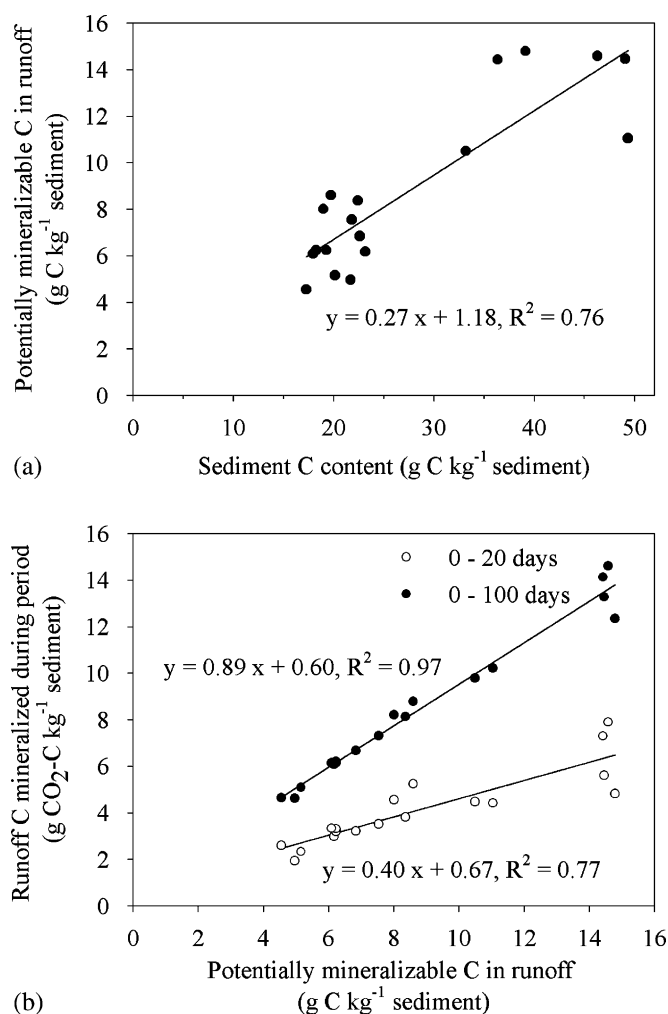 16
14
12
10
8
6
4
2
0
Potentially mineralizable C in runoff
(g C kg⁻¹ sediment)
y = 0.27 x + 1.18, R² = 0.76
0 10 20 30 40 50
(a) Sediment C content (g C kg⁻¹ sediment)
16
14
12
10
8
6
4
2
0
Runoff C mineralized during period
(g CO₂-C kg⁻¹ sediment)
0 - 20 days
0 - 100 days
y = 0.89 x + 0.60, R² = 0.97
y = 0.40 x + 0.67, R² = 0.77
0 2 4 6 8 10 12 14 16
Potentially mineralizable C in runoff
(b) (g C kg⁻¹ sediment)